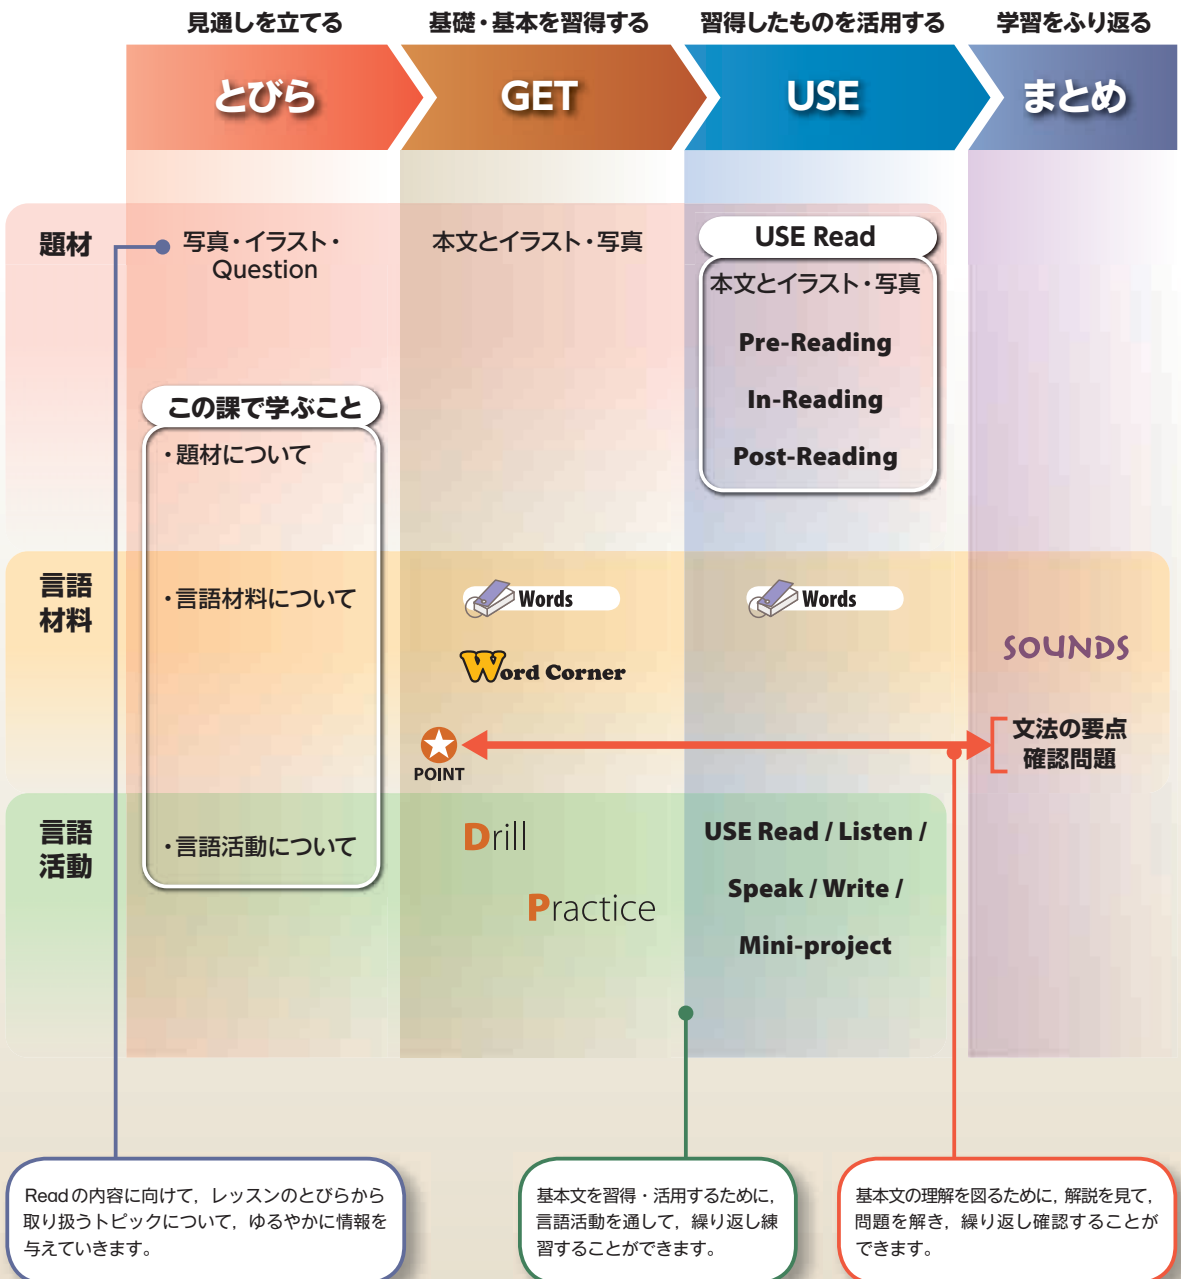 見通しを立てる
基礎・基本を習得する
習得したものを活用する
学習をふり返る
とびら
GET
USE
まとめ
題材
写真・イラスト・
Question
本文とイラスト・写真
USE Read
本文とイラスト・写真
Pre-Reading
In-Reading
Post-Reading
この課で学ぶこと
・題材について
言語
材料
・言語材料について
Words
Word Corner
POINT
Words
SOUNDS
文法の要点
確認問題
言語
活動
・言語活動について
Drill
Practice
USE Read / Listen /
Speak / Write /
Mini-project
Readの内容に向けて，レッスンのとびらから
取り扱うトピックについて，ゆるやかに情報を
与えていきます。
基本文を習得・活用するために，
言語活動を通して，繰り返し練
習することができます。
基本文の理解を図るために，解説を見て，
問題を解き，繰り返し確認することが
できます。